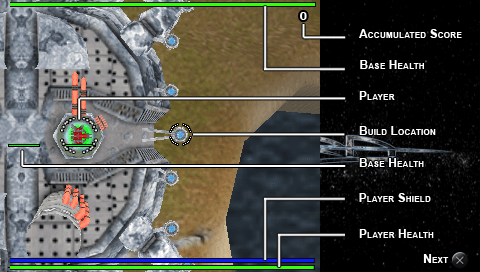 0
Accumulated Score
Base Health
Player
Build Location
Base Health
Player Shield
Player Health
Next